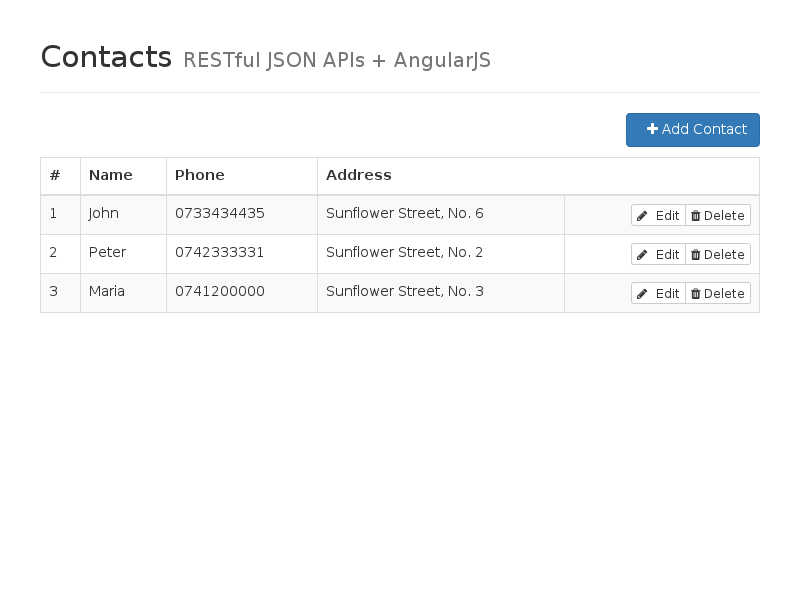 Contacts RESTful JSON APIs + AngularJS
Add Contact
# Name Phone Address
1 John 0733434435 Sunflower Street, No. 6 Edit Delete
2 Peter 0742333331 Sunflower Street, No. 2 Edit Delete
3 Maria 0741200000 Sunflower Street, No. 3 Edit Delete